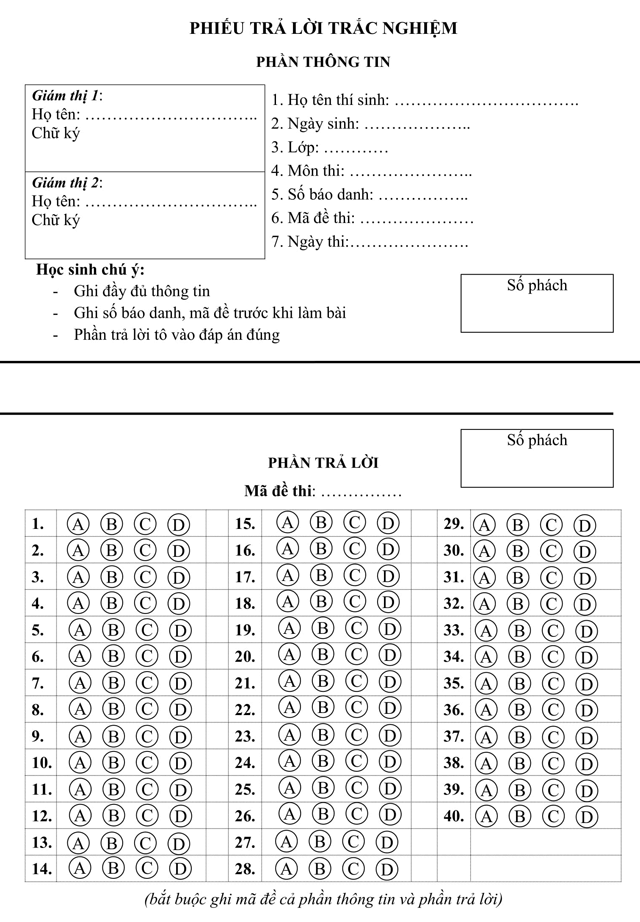 PHIẾU TRẢ LỜI TRẮC NGHIỆM
PHẦN THÔNG TIN
Giám thị 1:
Họ tên: …………………………..
Chữ ký
Giám thị 2:
Họ tên: …………………………..
Chữ ký
1. Họ tên thí sinh: …………………………….
2. Ngày sinh: ………………..
3. Lớp: …………
4. Môn thi: …………………..
5. Số báo danh: ……………..
6. Mã đề thi: …………………
7. Ngày thi:………………….
Học sinh chú ý:
- Ghi đầy đủ thông tin
- Ghi số báo danh, mã đề trước khi làm bài
- Phần trả lời tô vào đáp án đúng
Số phách
Số phách
PHẦN TRẢ LỜI
Mã đề thi: ……………
1. A B C D 15. A B C D 29. A B C D
2. A B C D 16. A B C D 30. A B C D
3. A B C D 17. A B C D 31. A B C D
4. A B C D 18. A B C D 32. A B C D
5. A B C D 19. A B C D 33. A B C D
6. A B C D 20. A B C D 34. A B C D
7. A B C D 21. A B C D 35. A B C D
8. A B C D 22. A B C D 36. A B C D
9. A B C D 23. A B C D 37. A B C D
10. A B C D 24. A B C D 38. A B C D
11. A B C D 25. A B C D 39. A B C D
12. A B C D 26. A B C D 40. A B C D
13. A B C D 27. A B C D
14. A B C D 28. A B C D
(bắt buộc ghi mã đề cả phần thông tin và phần trả lời)